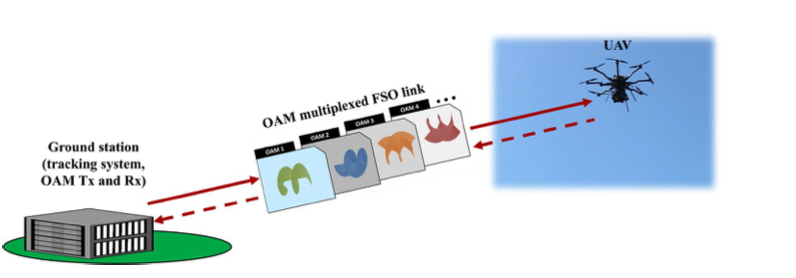 UAV
OAM multiplexed FSO link
OAM 1
OAM 2
OAM 3
OAM 4
Ground station
(tracking system,
OAM Tx and Rx)